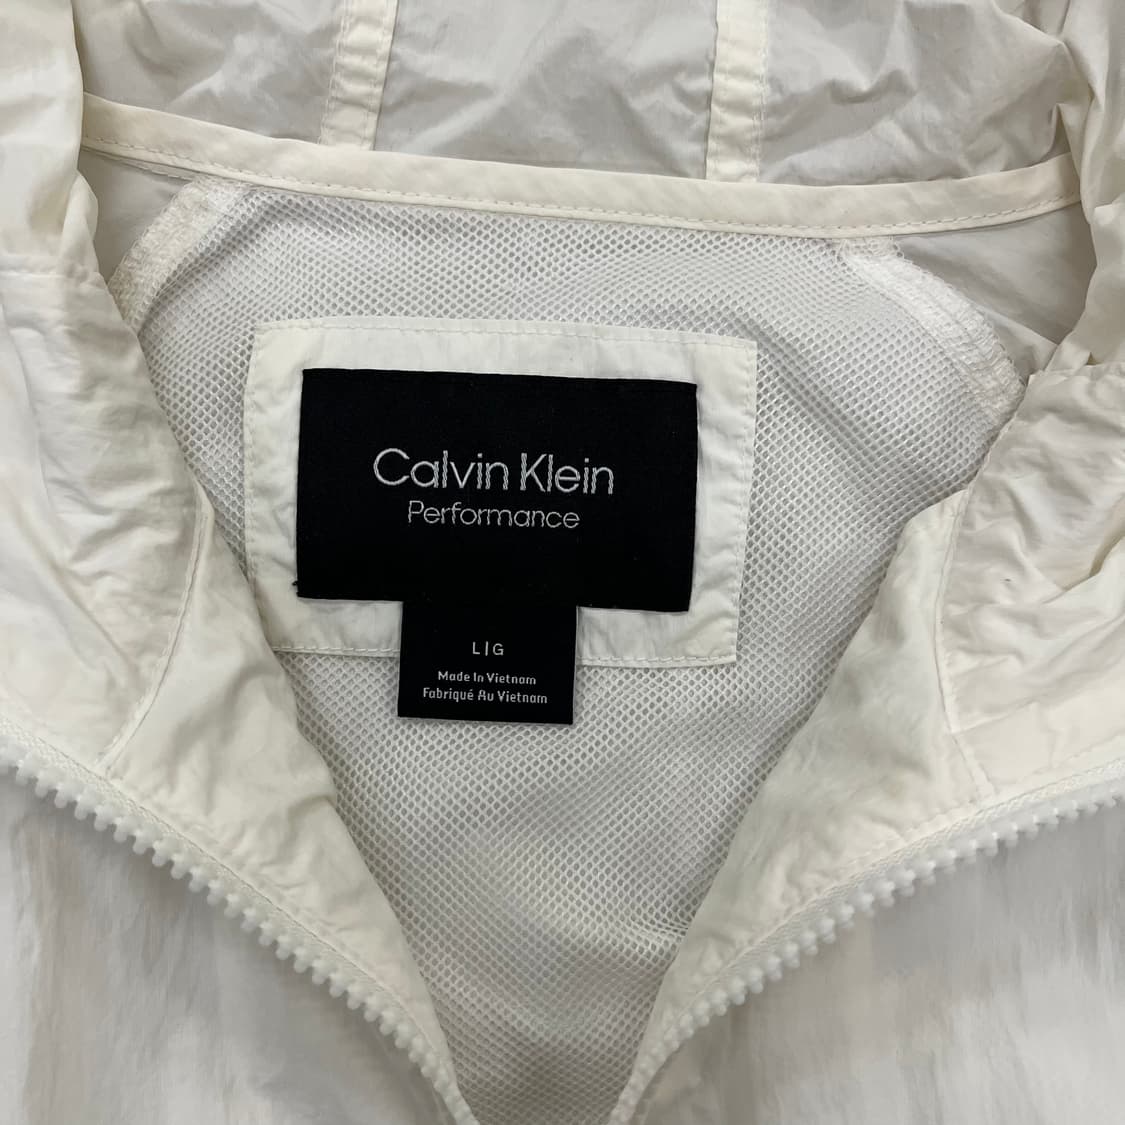 Calvin Klein
Performance
L|G
Made In Vietnam
Fabriqué Au Vietnam